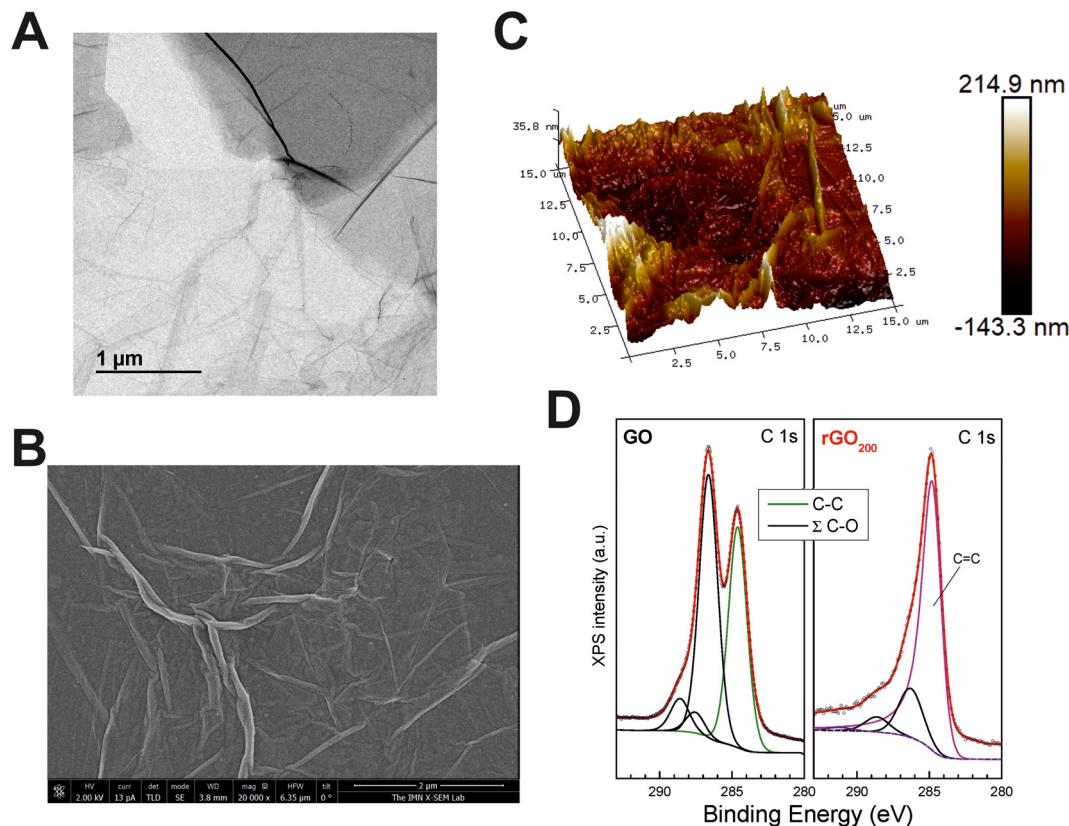 A
1 µm
B
HV curr det mode WD mag HFW tilt
2.00 kV 13 pA TLD SE 3.8 mm 20 000 x 6.35 µm 0 °
2 µm
The IMN X-SEM Lab
C
214.9 nm
-143.3 nm
35.8 nm
15.0 um
12.5
10.0
7.5
5.0
2.5
2.5
5.0
7.5
10.0
12.5
15.0 um
2.5
5.0
7.5
10.0
12.5
5.0 um
um
D
GO
C 1s
rGO200
C 1s
C-C
Σ C-O
C=C
XPS intensity (a.u.)
290
285
280
290
285
280
Binding Energy (eV)